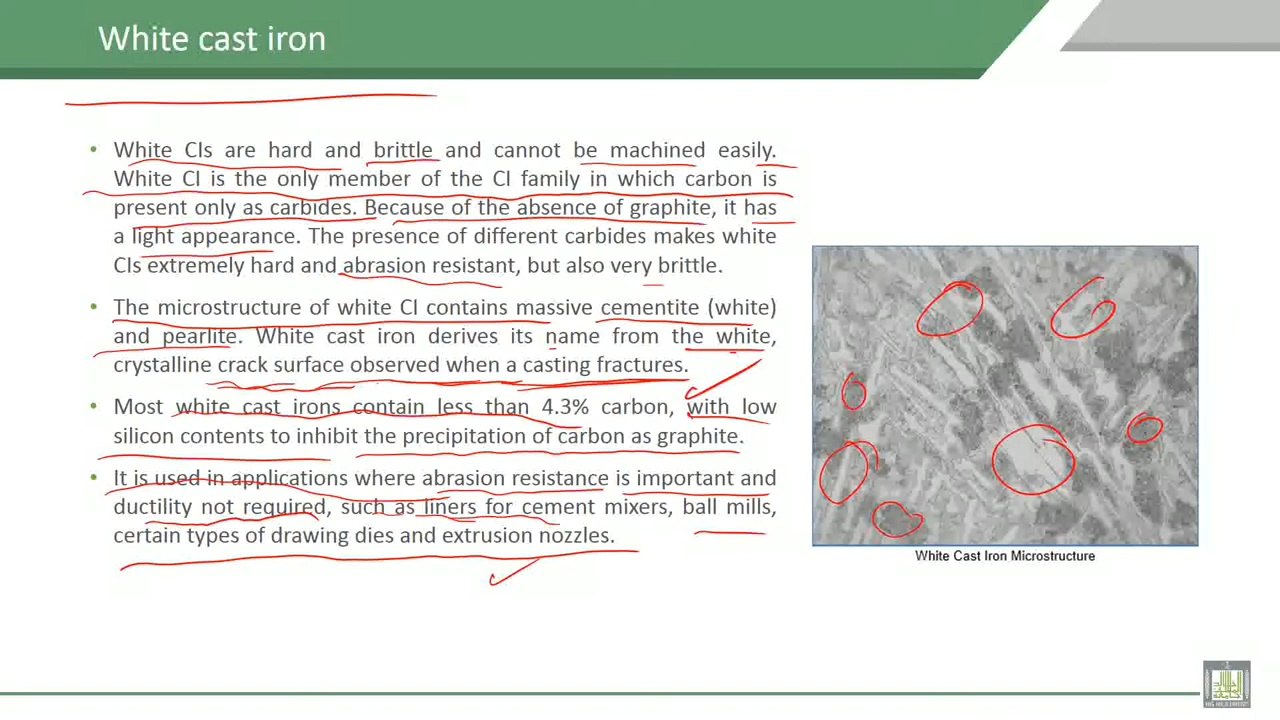 White cast iron
• White CIs are hard and brittle and cannot be machined easily.
White CI is the only member of the CI family in which carbon is
present only as carbides. Because of the absence of graphite, it has
a light appearance. The presence of different carbides makes white
CIs extremely hard and abrasion resistant, but also very brittle.
• The microstructure of white CI contains massive cementite (white)
and pearlite. White cast iron derives its name from the white,
crystalline crack surface observed when a casting fractures.
• Most white cast irons contain less than 4.3% carbon, with low
silicon contents to inhibit the precipitation of carbon as graphite.
• It is used in applications where abrasion resistance is important and
ductility not required, such as liners for cement mixers, ball mills,
certain types of drawing dies and extrusion nozzles.
White Cast Iron Microstructure